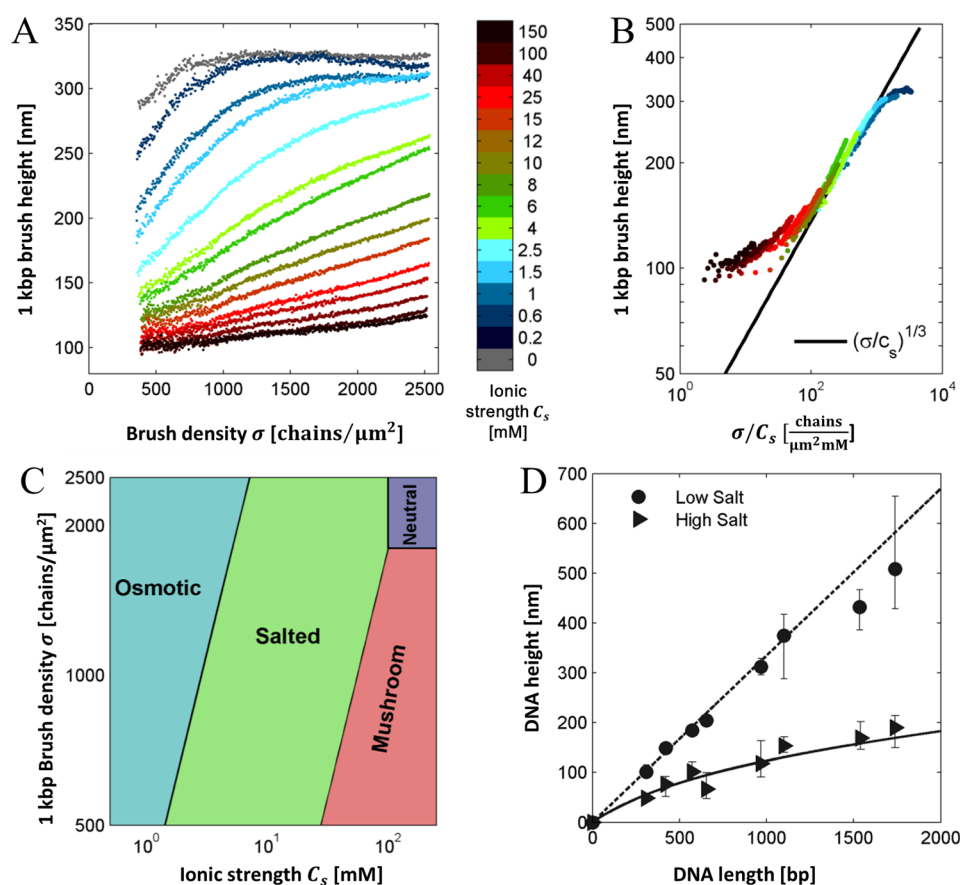 A
1 kbp brush height [nm]
350
300
250
200
150
100
0
500
1000
1500
2000
2500
Brush density σ [chains/μm²]
150
100
40
25
15
12
10
8
6
4
2.5
1.5
1
0.6
0.2
0
Ionic
strength Cₛ
[mM]
B
1 kbp brush height [nm]
500
400
300
200
100
50
(σ/cₛ)^1/3
10⁰
10²
10⁴
σ/Cₛ [chains/μm²mM]
C
1 kbp Brush density σ [chains/μm²]
2500
2000
1000
500
Osmotic
Salted
Neutral
Mushroom
10⁰
10¹
10²
Ionic strength Cₛ [mM]
D
DNA height [nm]
700
600
500
400
300
200
100
0
Low Salt
High Salt
0
500
1000
1500
2000
DNA length [bp]